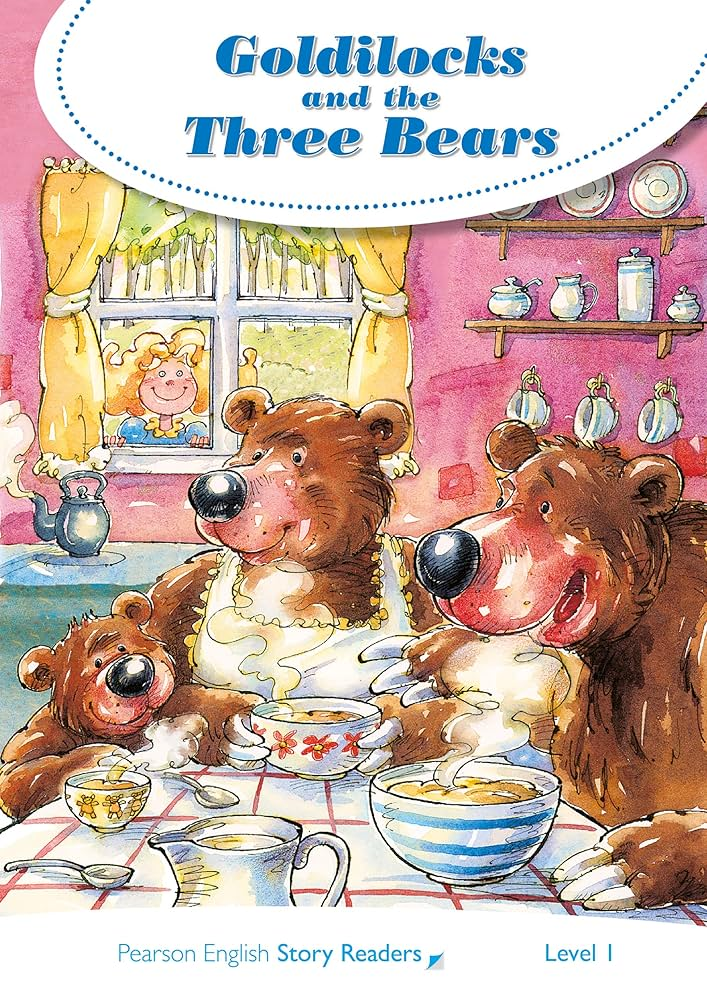 Goldilocks
and the
Three Bears
Pearson English Story Readers Level 1